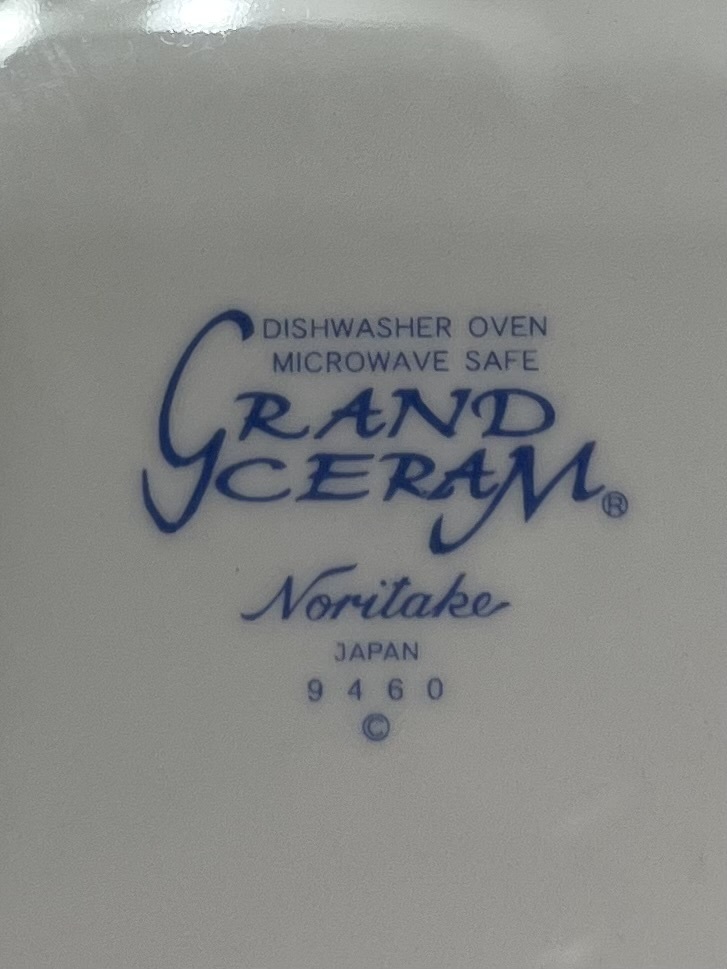 DISHWASHER OVEN
MICROWAVE SAFE
GRAND
CERAM®
Noritake
JAPAN
9460
©